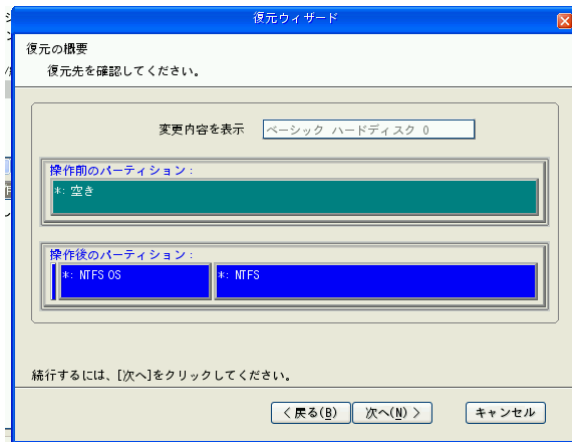 復元ウィザード
復元の概要
復元先を確認してください。
変更内容を表示 ベーシック ハードディスク 0
操作前のパーティション:
*: 空き
操作後のパーティション:
*: NTFS OS *: NTFS
続行するには、[次へ]をクリックしてください。
< 戻る(B) 次へ(N) > キャンセル